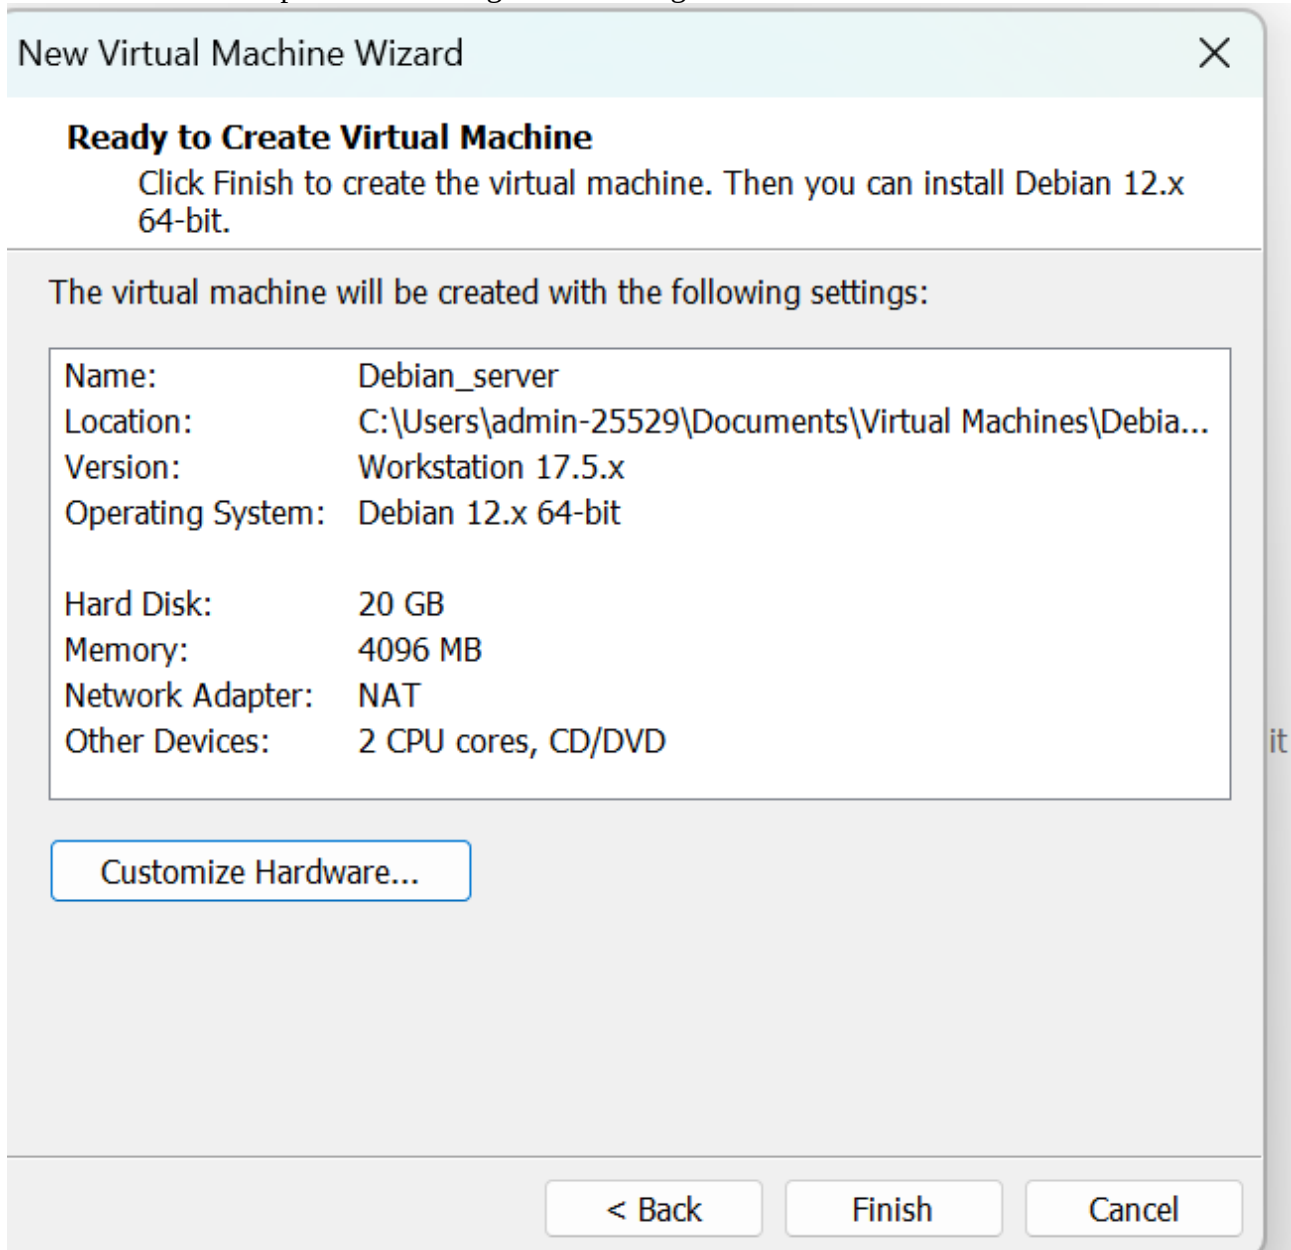 New Virtual Machine Wizard
Ready to Create Virtual Machine
Click Finish to create the virtual machine. Then you can install Debian 12.x
64-bit.
The virtual machine will be created with the following settings:
Name: Debian_server
Location: C:\Users\admin-25529\Documents\Virtual Machines\Debia...
Version: Workstation 17.5.x
Operating System: Debian 12.x 64-bit
Hard Disk: 20 GB
Memory: 4096 MB
Network Adapter: NAT
Other Devices: 2 CPU cores, CD/DVD
it
Customize Hardware...
< Back Finish Cancel